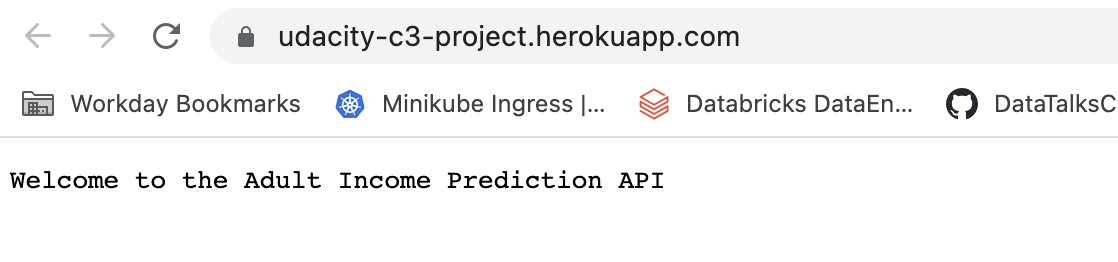 udacity-c3-project.herokuapp.com
Workday Bookmarks Minikube Ingress |... Databricks DataEn... DataTalksC
Welcome to the Adult Income Prediction API